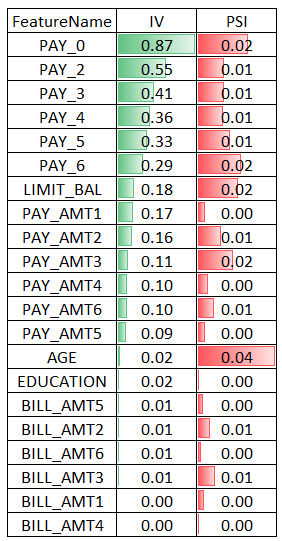 FeatureName IV PSI
PAY_0 0.87 0.02
PAY_2 0.55 0.01
PAY_3 0.41 0.01
PAY_4 0.36 0.01
PAY_5 0.33 0.01
PAY_6 0.29 0.02
LIMIT_BAL 0.18 0.02
PAY_AMT1 0.17 0.00
PAY_AMT2 0.16 0.01
PAY_AMT3 0.11 0.02
PAY_AMT4 0.10 0.00
PAY_AMT6 0.10 0.01
PAY_AMT5 0.09 0.00
AGE 0.02 0.04
EDUCATION 0.02 0.00
BILL_AMT5 0.01 0.00
BILL_AMT2 0.01 0.01
BILL_AMT6 0.01 0.00
BILL_AMT3 0.01 0.01
BILL_AMT1 0.00 0.00
BILL_AMT4 0.00 0.00